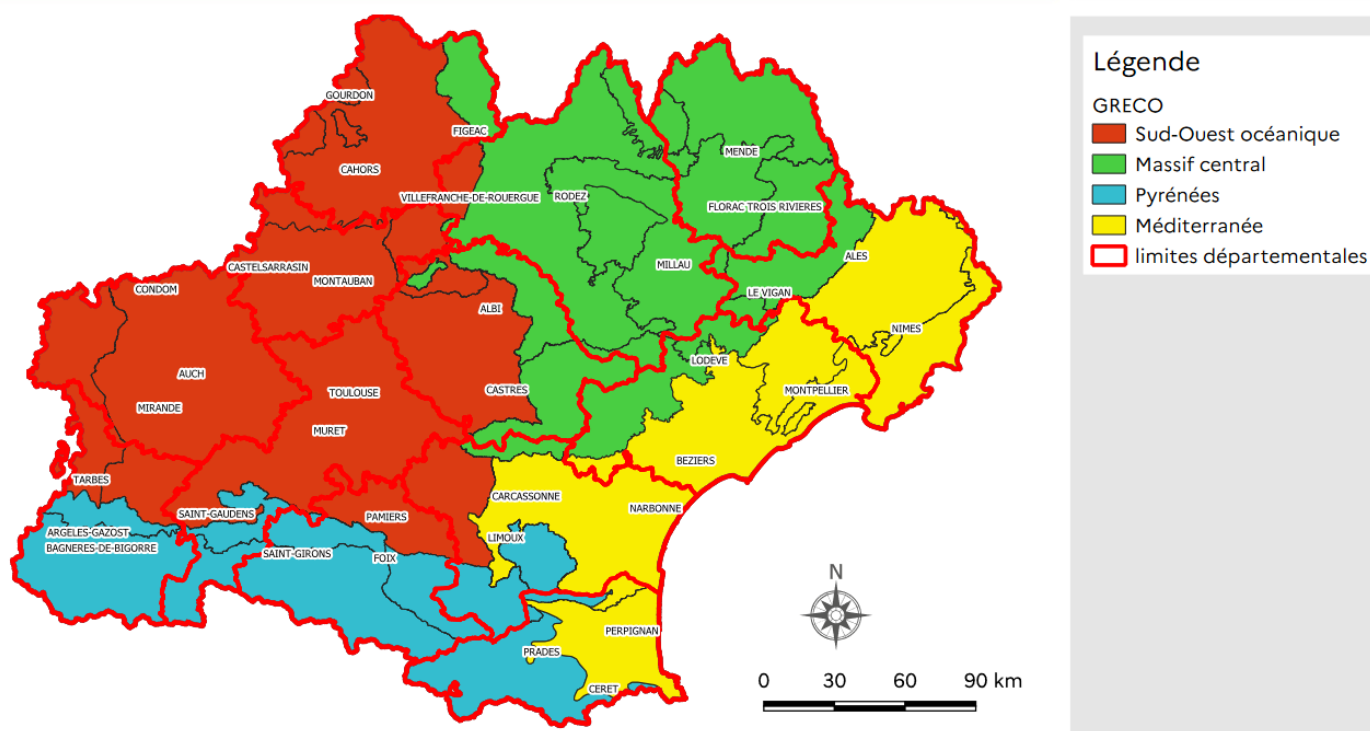 GOURDON
FIGEAC
CAHORS
VILLEFRANCHE-DE-ROUERGUE
RODEZ
MENDE
FLORAC TROIS RIVIERES
CASTELSARRASIN
MONTAUBAN
CONDOM
MILLAU
ALES
LE VIGAN
ALBI
NIMES
LODEVE
AUCH
MIRANDE
TOULOUSE
CASTRES
MONTPELLIER
MURET
BEZIERS
TARBES
CARCASSONNE
NARBONNE
SAINT-GAUDENS
PAMIERS
ARGELES-GAZOST
BAGNERES-DE-BIGORRE
SAINT-GIRONS
FOIX
LIMOUX
PERPIGNAN
PRADES
CERET
N
0 30 60 90 km
Légende
GRECO
Sud-Ouest océanique
Massif central
Pyrénées
Méditerranée
limites départementales